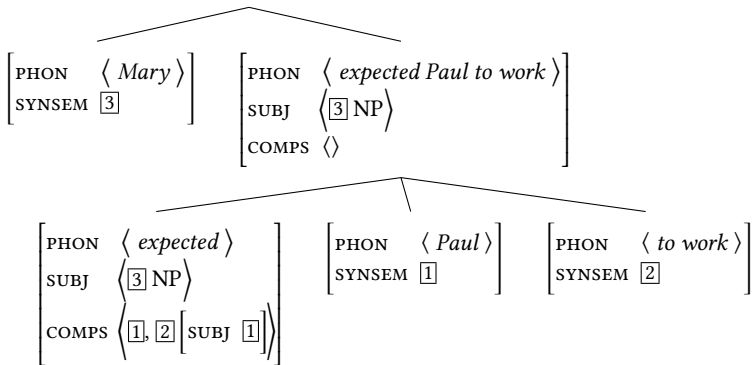 PHON ⟨ Mary ⟩
SYNSEM 3
PHON ⟨ expected Paul to work ⟩
SUBJ ⟨ 3 NP ⟩
COMPS ⟨⟩
PHON ⟨ expected ⟩
SUBJ ⟨ 3 NP ⟩
COMPS ⟨ 1, 2 [SUBJ 1] ⟩
PHON ⟨ Paul ⟩
SYNSEM 1
PHON ⟨ to work ⟩
SYNSEM 2